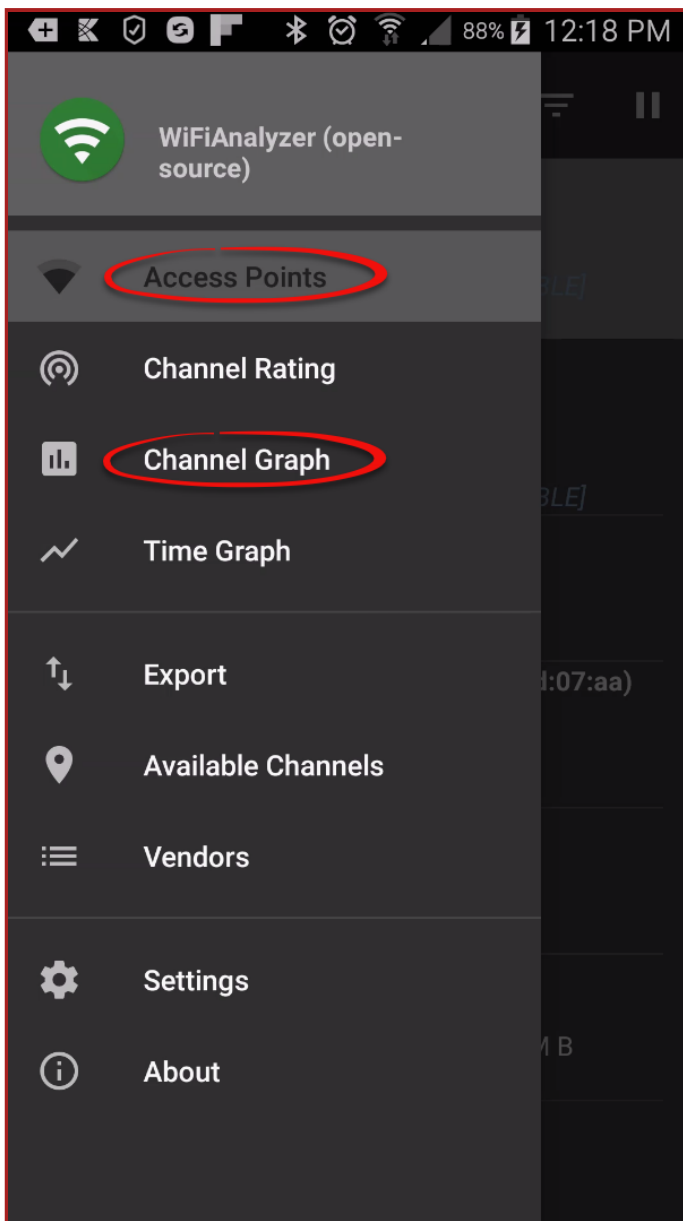 88% 12:18 PM
WiFiAnalyzer (open-
source)
Access Points
BLE]
Channel Rating
Channel Graph
BLE]
Time Graph
Export
d:07:aa)
Available Channels
Vendors
Settings
About
M B